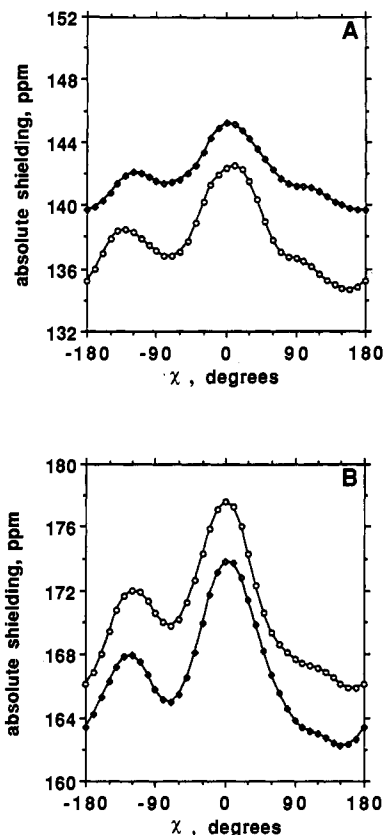 A
152
148
144
140
136
132
absolute shielding, ppm
-180 -90 0 90 180
χ , degrees
B
180
176
172
168
164
160
absolute shielding, ppm
-180 -90 0 90 180
χ , degrees